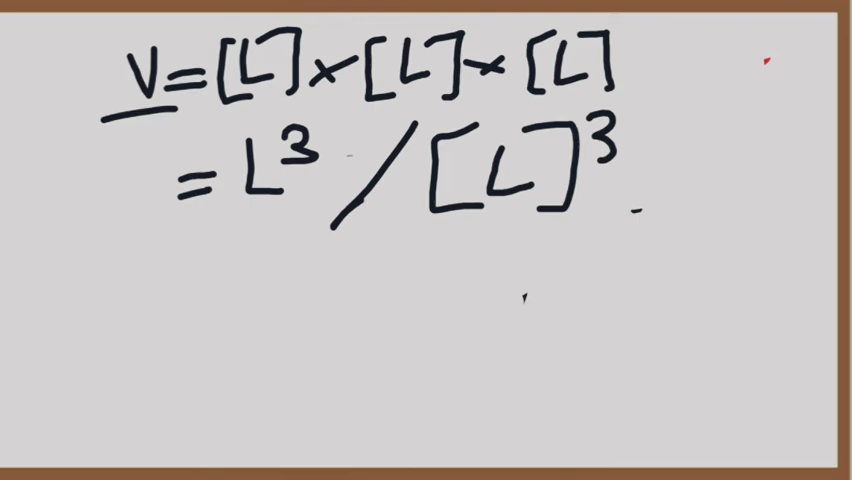 V = [L] × [L] × [L]
= L³ / [L]³